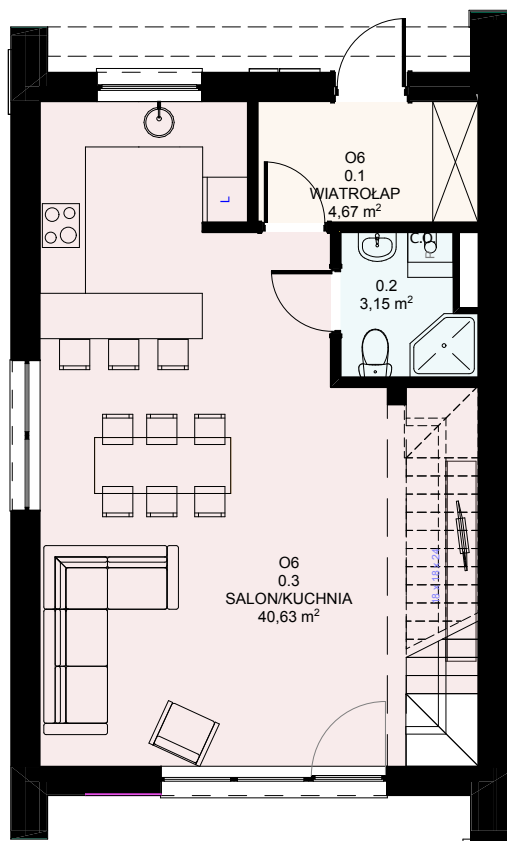 O6
0.1
WIATROŁAP
4,67 m²
L
C.O.
0.2
3,15 m²
O6
0.3
SALON/KUCHNIA
40,63 m²